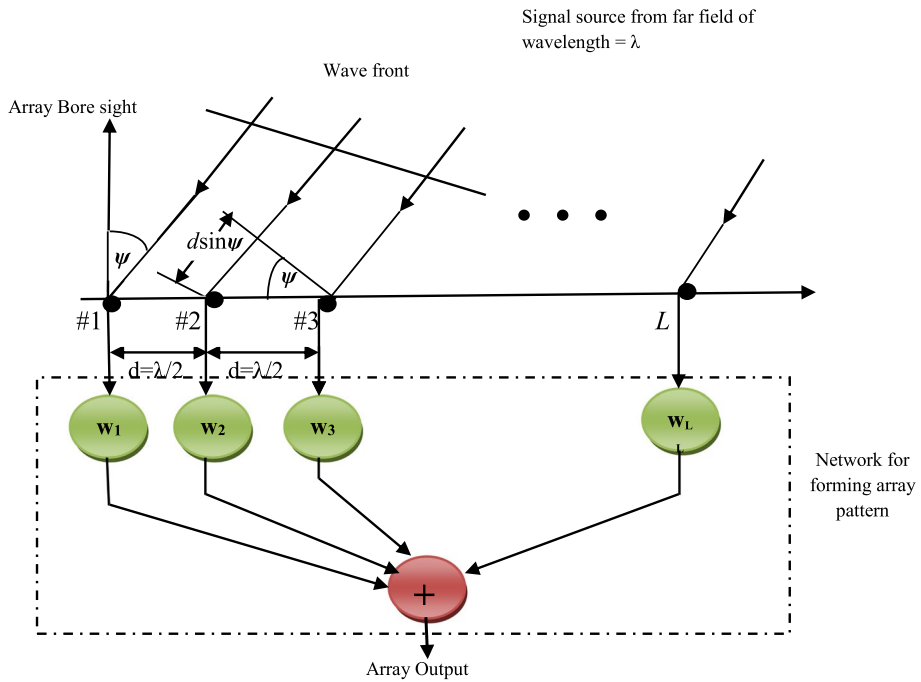 Signal source from far field of
wavelength = λ
Wave front
Array Bore sight
ψ
dsinψ
ψ
#1
#2
#3
L
d=λ/2
d=λ/2
w1
w2
w3
wL
Network for
forming array
pattern
+
Array Output